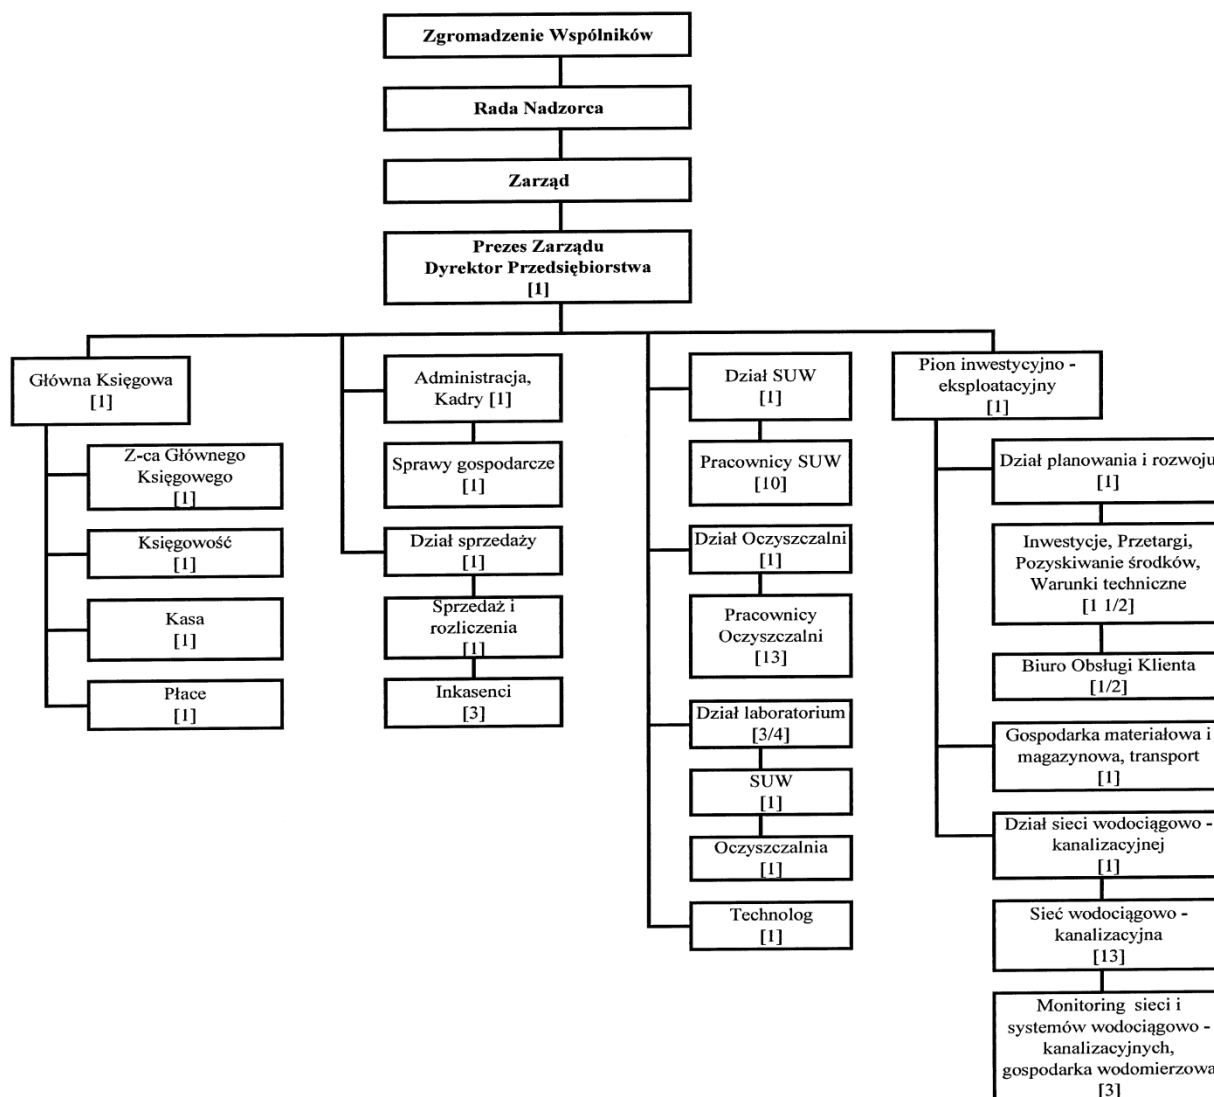 Zgromadzenie Wspólników
Rada Nadzorca
Zarząd
Prezes Zarządu
Dyrektor Przedsiębiorstwa
[1]
Główna Księgowa
[1]
Z-ca Głównego
Księgowego
[1]
Księgowość
[1]
Kasa
[1]
Płace
[1]
Administracja,
Kadry [1]
Sprawy gospodarcze
[1]
Dział sprzedaży
[1]
Sprzedaż i
rozliczenia
[1]
Inkasenci
[3]
Dział SUW
[1]
Pracownicy SUW
[10]
Dział Oczyszczalni
[1]
Pracownicy
Oczyszczalni
[13]
Dział laboratorium
[3/4]
SUW
[1]
Oczyszczalnia
[1]
Technolog
[1]
Pion inwestycyjno -
eksploatacyjny
[1]
Dział planowania i rozwoju
[1]
Inwestycje, Przetargi,
Pozyskiwanie środków,
Warunki techniczne
[1 1/2]
Biuro Obsługi Klienta
[1/2]
Gospodarka materiałowa i
magazynowa, transport
[1]
Dział sieci wodociągowo -
kanalizacyjnej
[1]
Sieć wodociągowo -
kanalizacyjna
[13]
Monitoring sieci i
systemów wodociągowo -
kanalizacyjnych,
gospodarka wodomierzowa
[3]